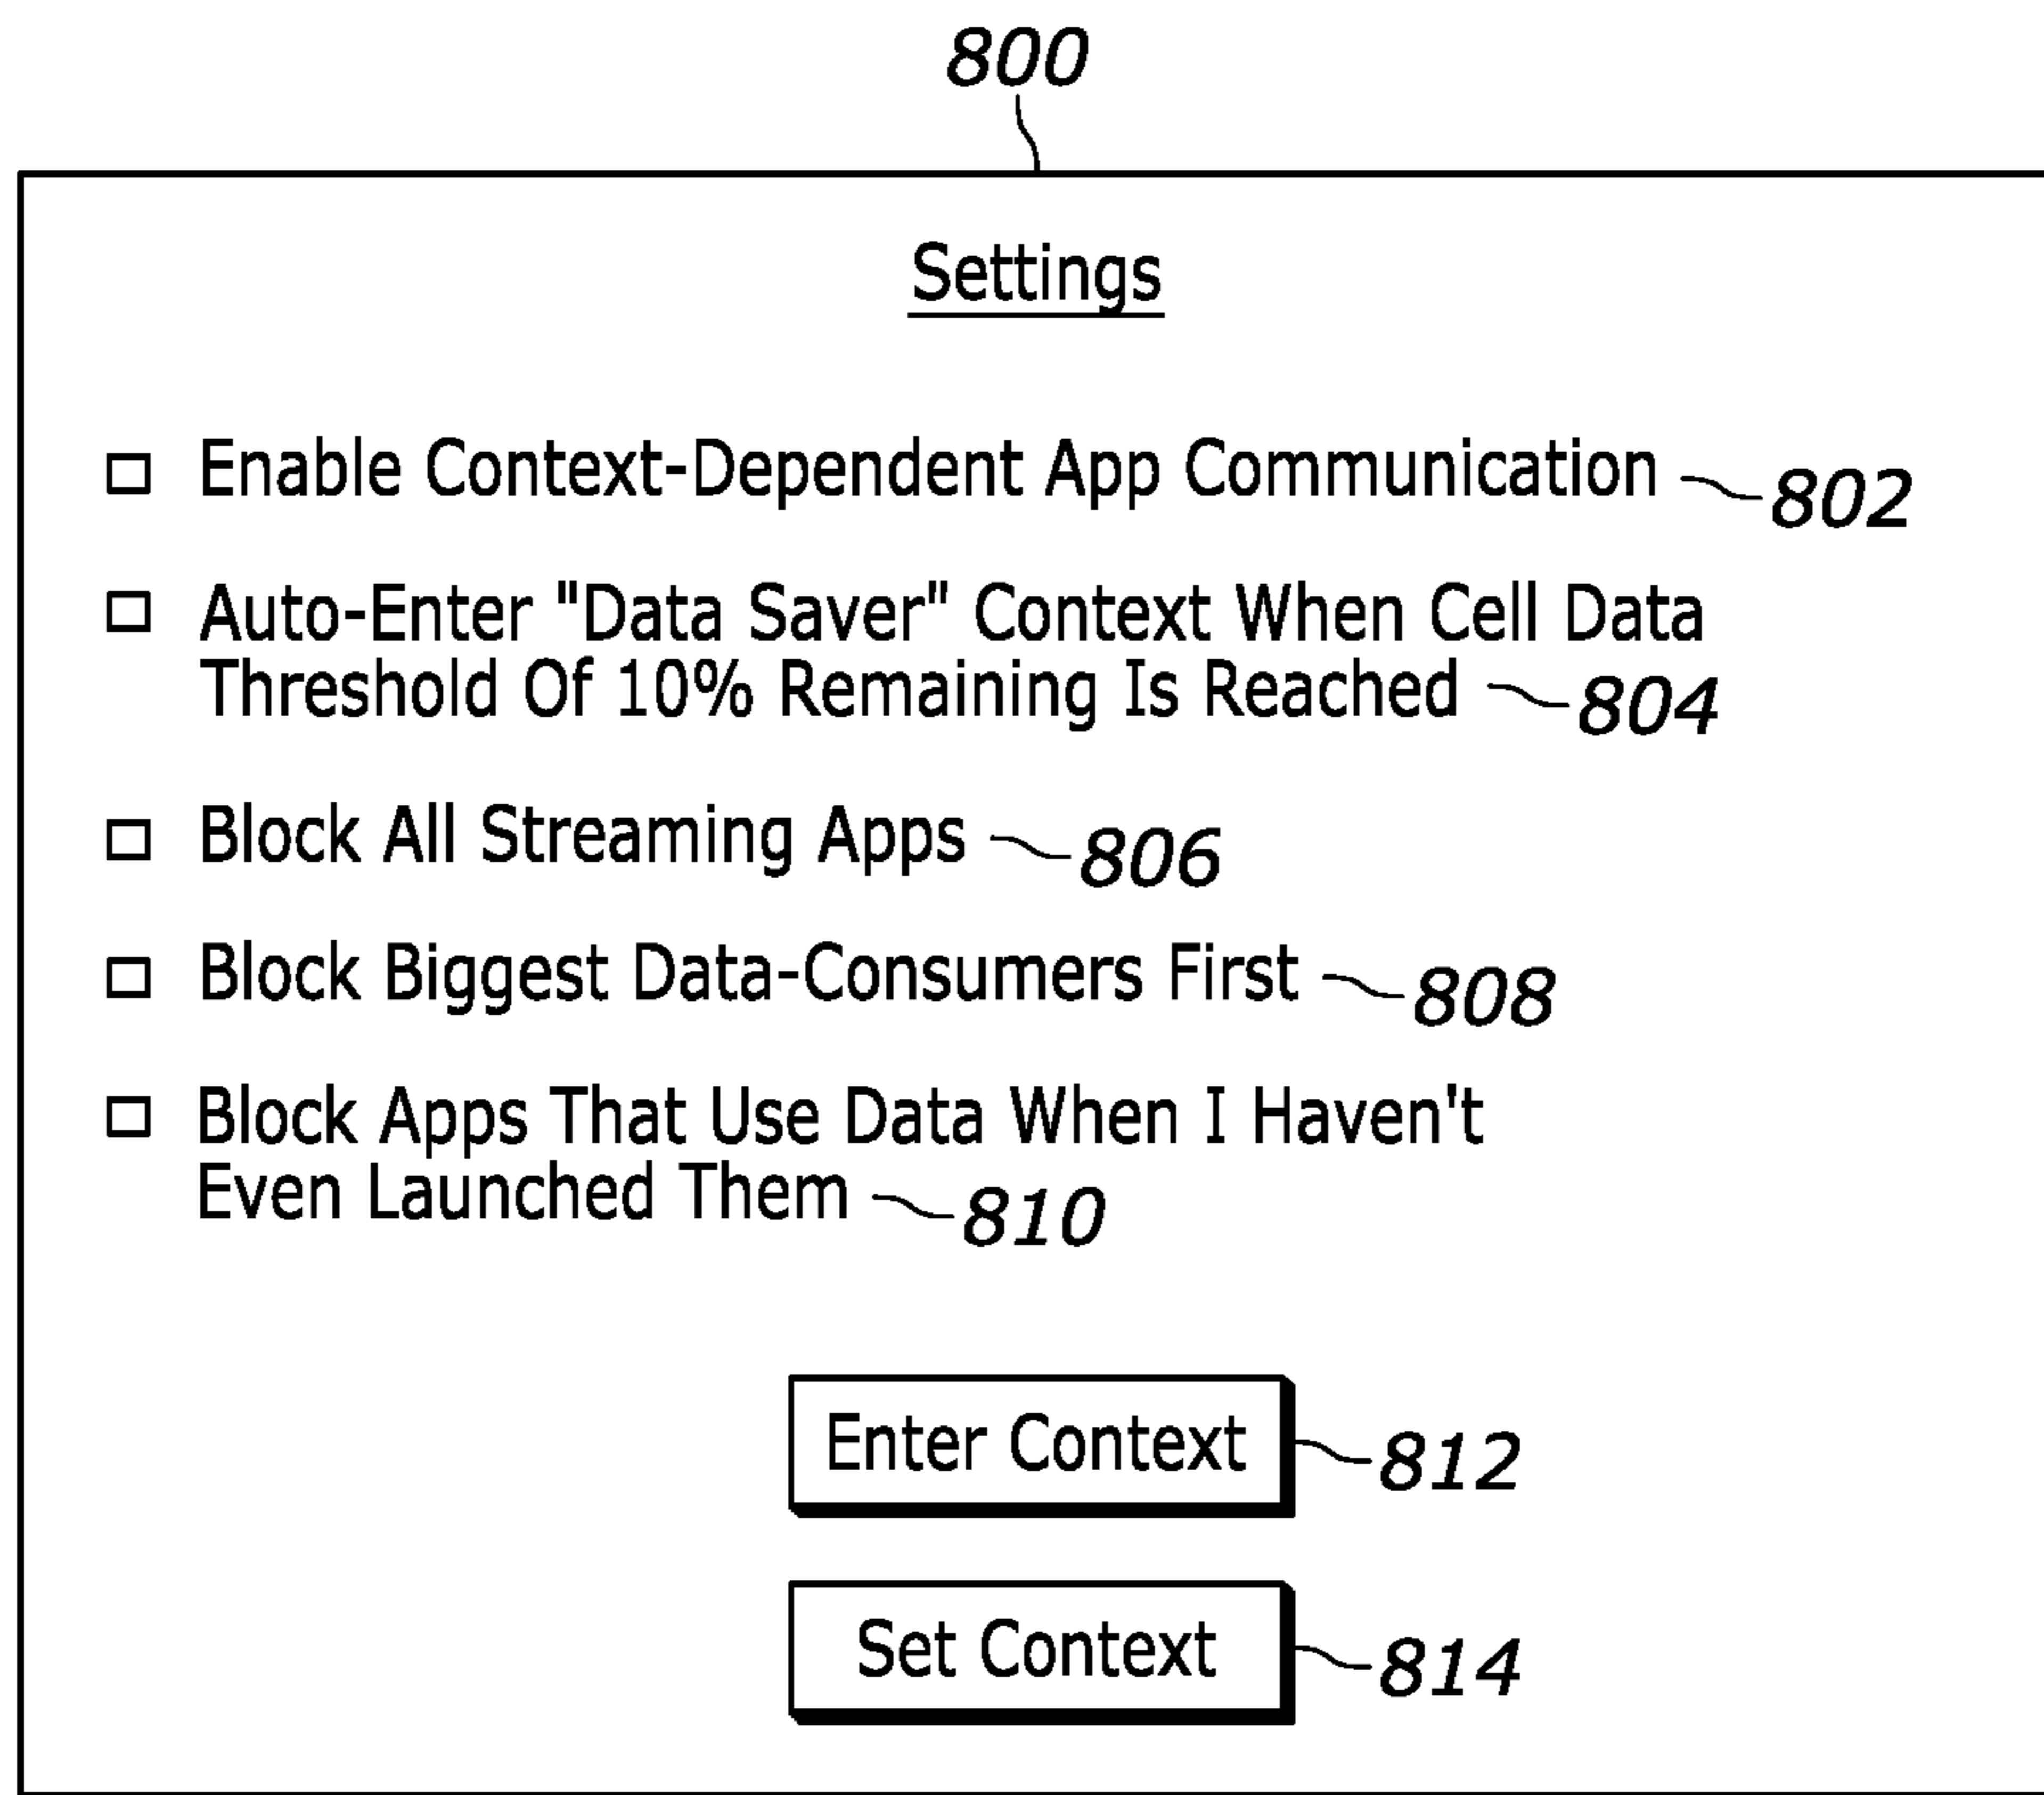 800
Settings
Enable Context-Dependent App Communication 802
Auto-Enter "Data Saver" Context When Cell Data
Threshold Of 10% Remaining Is Reached 804
Block All Streaming Apps 806
Block Biggest Data-Consumers First 808
Block Apps That Use Data When I Haven't
Even Launched Them 810
Enter Context 812
Set Context 814